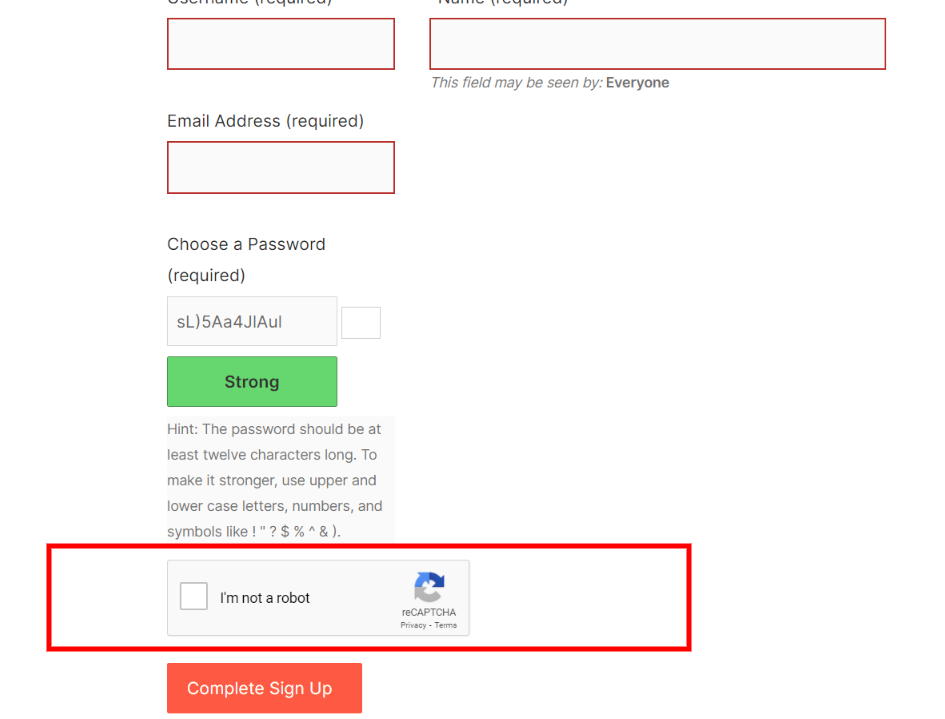 Username (required)
Name (required)
This field may be seen by: Everyone
Email Address (required)
Choose a Password
(required)
Strong
Hint: The password should be at
least twelve characters long. To
make it stronger, use upper and
lower case letters, numbers, and
symbols like ! " ? $ % ^ & ).
I'm not a robot
reCAPTCHA
Privacy - Terms
Complete Sign Up